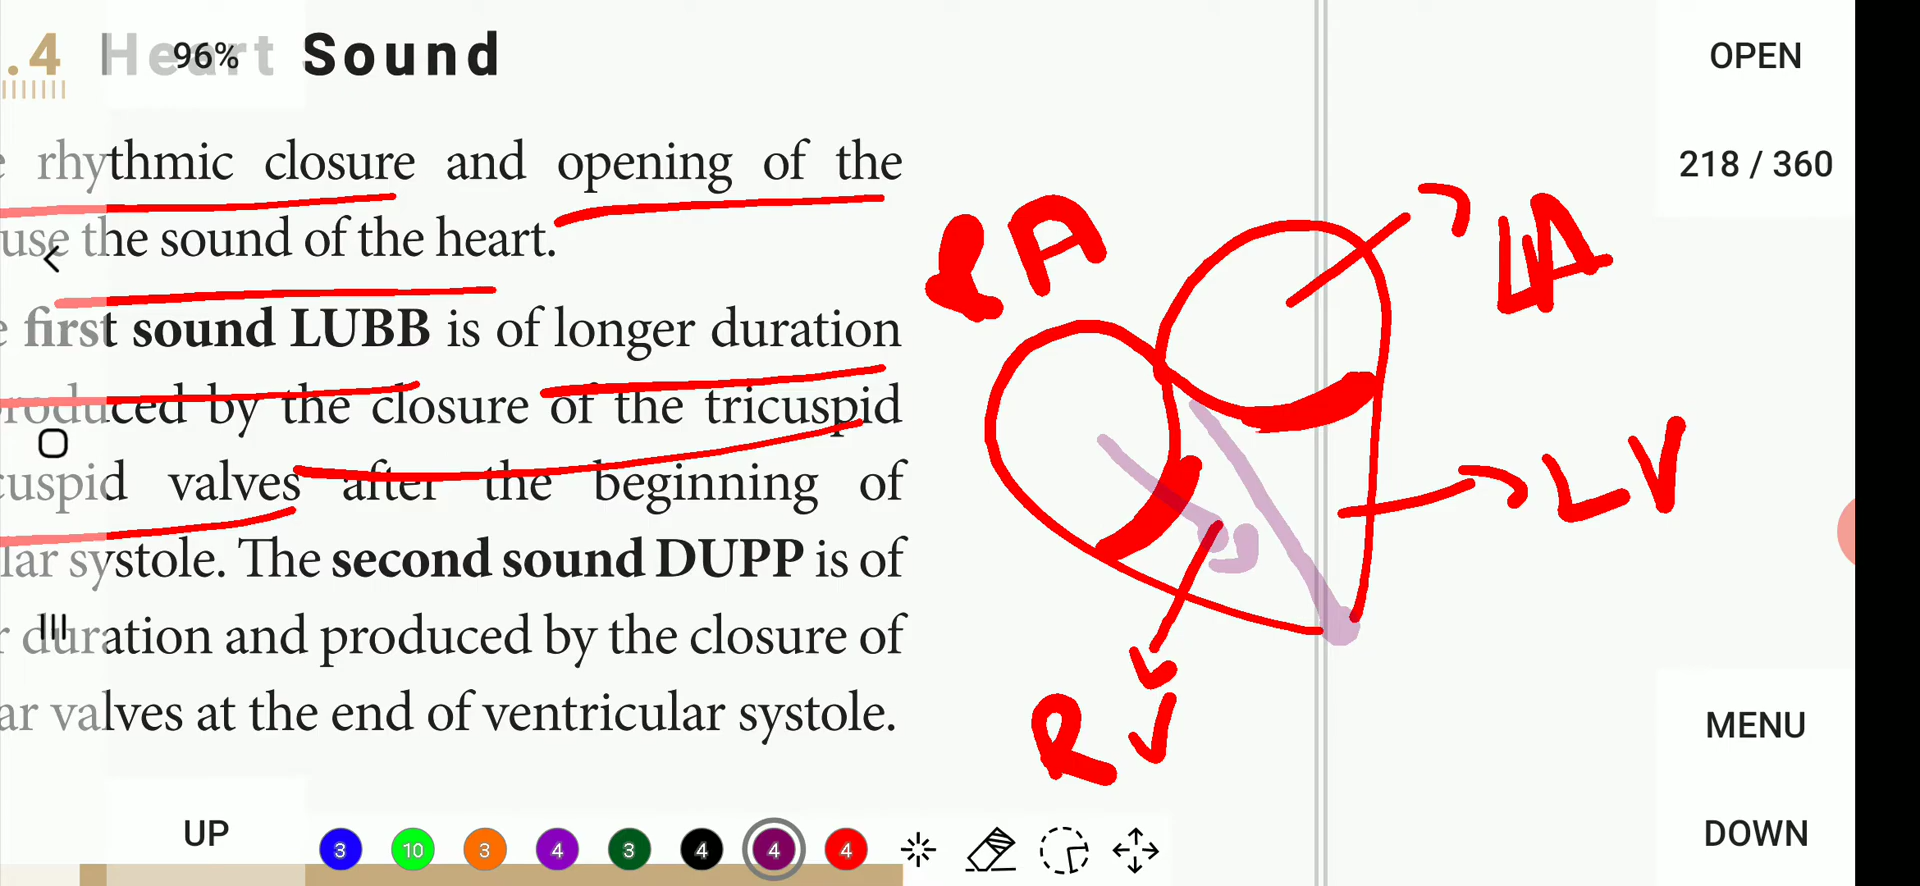 .4 Heart Sound
96%
OPEN
218 / 360
rhythmic closure and opening of the
use the sound of the heart.
first sound LUBB is of longer duration
produced by the closure of the tricuspid
cuspid valves after the beginning of
lar systole. The second sound DUPP is of
r duration and produced by the closure of
ar valves at the end of ventricular systole.
RA
LA
LV
RV
MENU
UP
DOWN
3 10 3 4 3 4 4 4